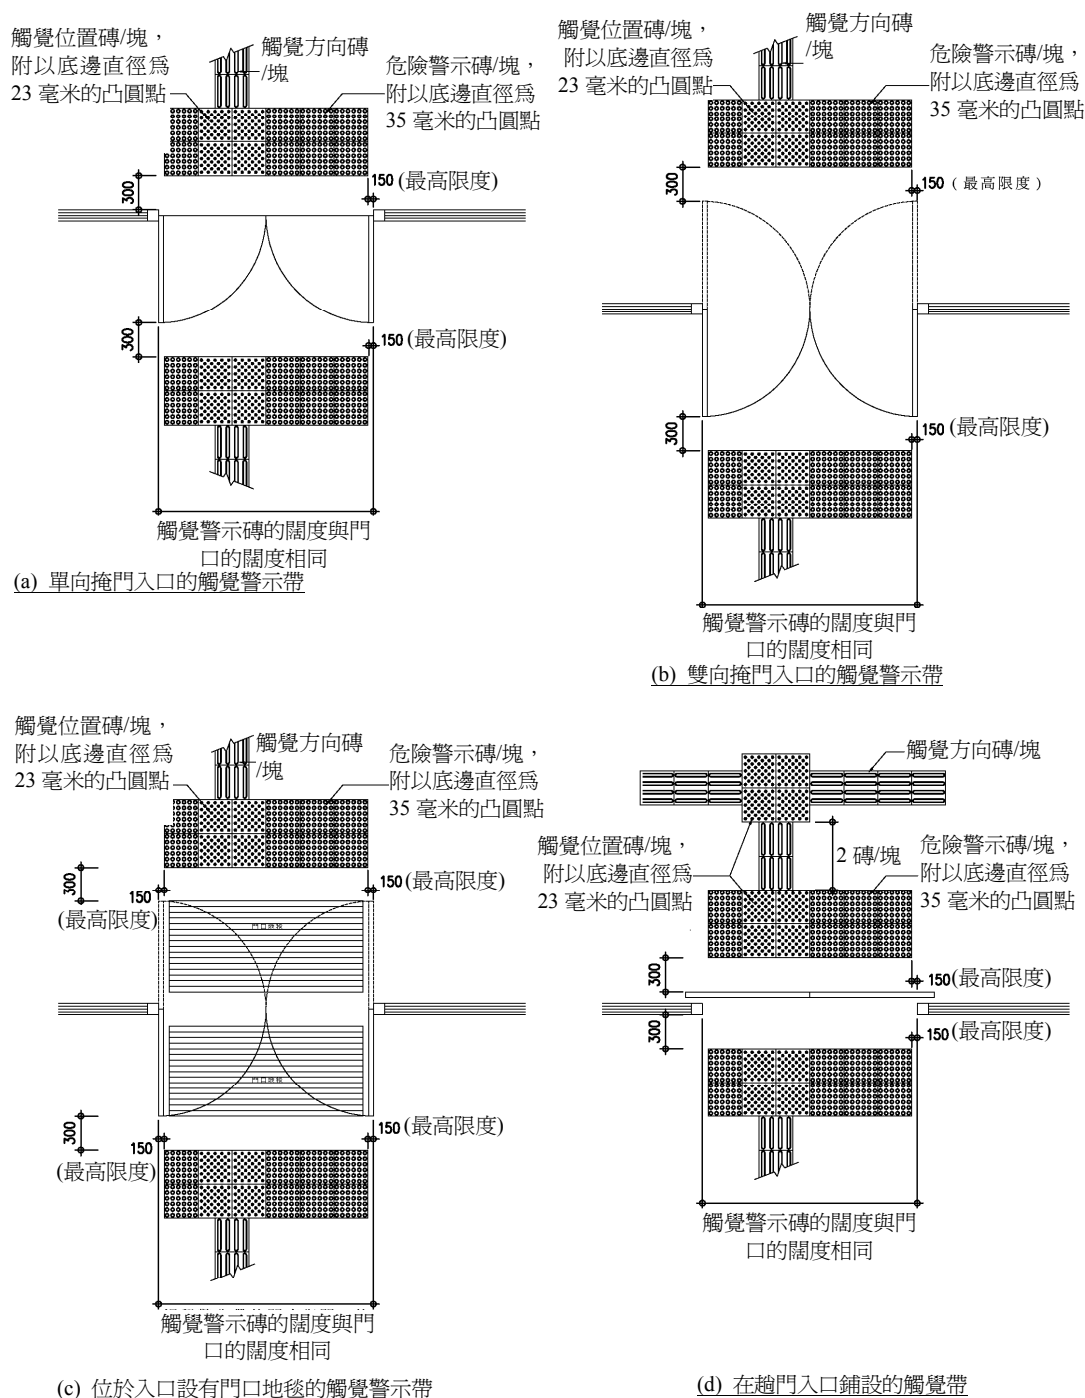 觸覺位置磚/塊，
附以底邊直徑爲
23 毫米的凸圓點
觸覺方向磚
/塊
危險警示磚/塊，
附以底邊直徑爲
35 毫米的凸圓點
300
150 (最高限度)
300
150 (最高限度)
觸覺警示磚的闊度與門
口的闊度相同
(a) 單向掩門入口的觸覺警示帶
觸覺位置磚/塊，
附以底邊直徑爲
23 毫米的凸圓點
觸覺方向磚
/塊
危險警示磚/塊，
附以底邊直徑爲
35 毫米的凸圓點
300
150 (最高限度)
300
150 (最高限度)
觸覺警示磚的闊度與門
口的闊度相同
(b) 雙向掩門入口的觸覺警示帶
觸覺位置磚/塊，
附以底邊直徑爲
23 毫米的凸圓點
觸覺方向磚
/塊
危險警示磚/塊，
附以底邊直徑爲
35 毫米的凸圓點
300
150
(最高限度)
150 (最高限度)
門口地毯
門口地毯
300
150
(最高限度)
150 (最高限度)
觸覺警示磚的闊度與門
口的闊度相同
(c) 位於入口設有門口地毯的觸覺警示帶
觸覺方向磚/塊
觸覺位置磚/塊，
附以底邊直徑爲
23 毫米的凸圓點
2 磚/塊
危險警示磚/塊，
附以底邊直徑爲
35 毫米的凸圓點
300
150(最高限度)
300
150(最高限度)
觸覺警示磚的闊度與門
口的闊度相同
(d) 在趟門入口鋪設的觸覺帶